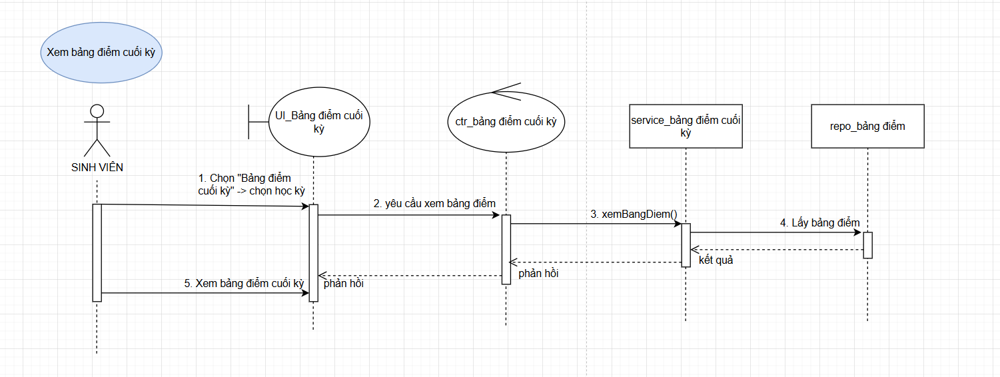 Xem bảng điểm cuối kỳ
UI_Bảng điểm cuối
kỳ
ctr_bảng điểm cuối kỳ
service_bảng điểm cuối
kỳ
repo_bảng điểm
SINH VIÊN
1. Chọn "Bảng điểm
cuối kỳ" -> chọn học kỳ
2. yêu cầu xem bảng điểm
3. xemBangDiem()
4. Lấy bảng điểm
kết quả
phản hồi
5. Xem bảng điểm cuối kỳ
phản hồi